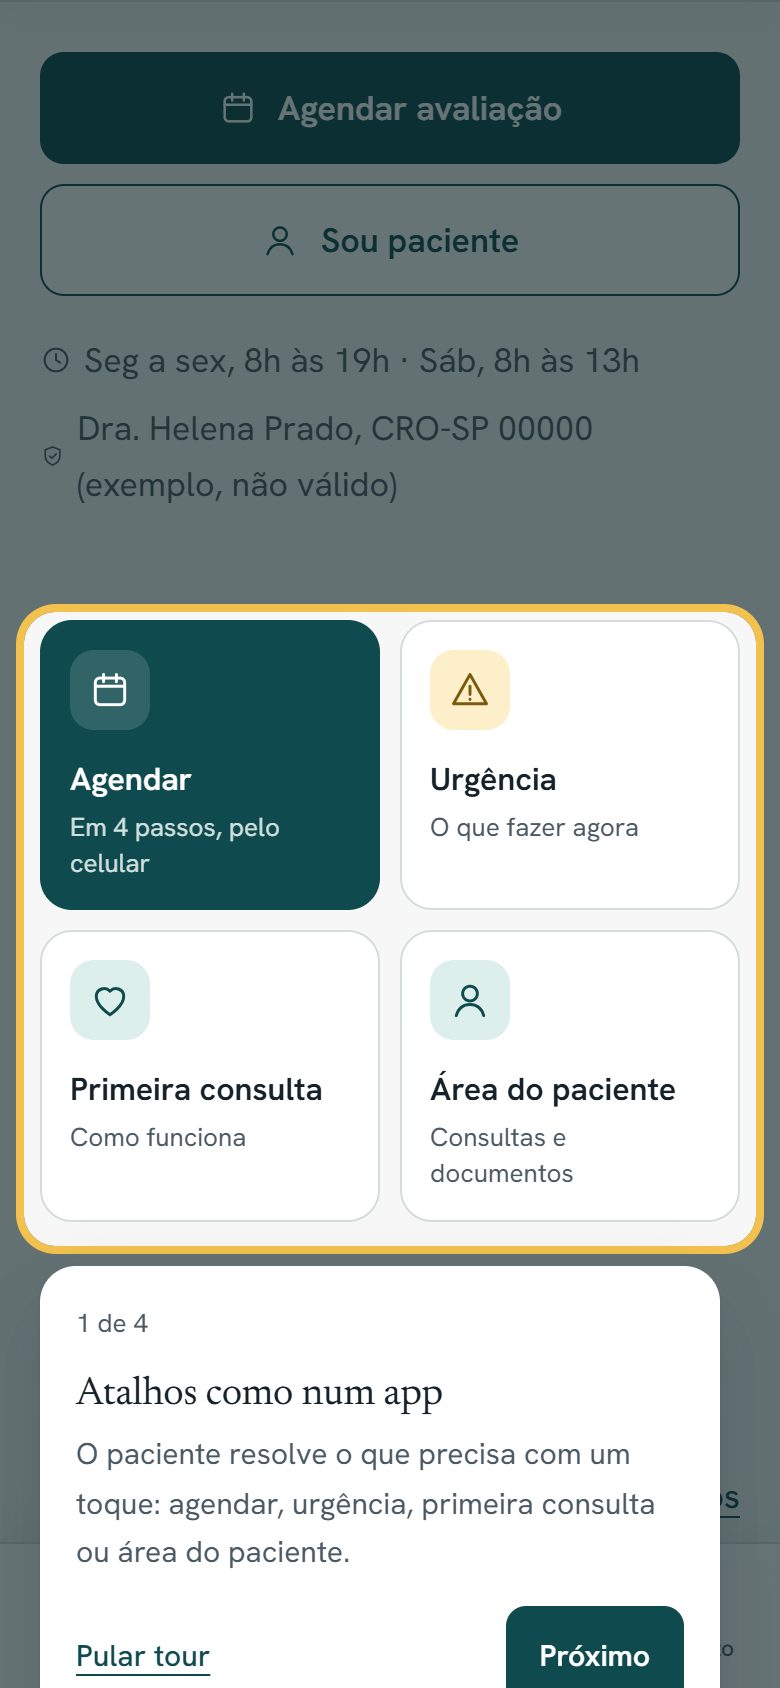 Agendar avaliação
Sou paciente
Seg a sex, 8h às 19h · Sáb, 8h às 13h
Dra. Helena Prado, CRO-SP 00000
(exemplo, não válido)
Agendar
Em 4 passos, pelo
celular
Urgência
O que fazer agora
Primeira consulta
Como funciona
Área do paciente
Consultas e
documentos
1 de 4
Atalhos como num app
O paciente resolve o que precisa com um
toque: agendar, urgência, primeira consulta
ou área do paciente.
Pular tour
Próximo